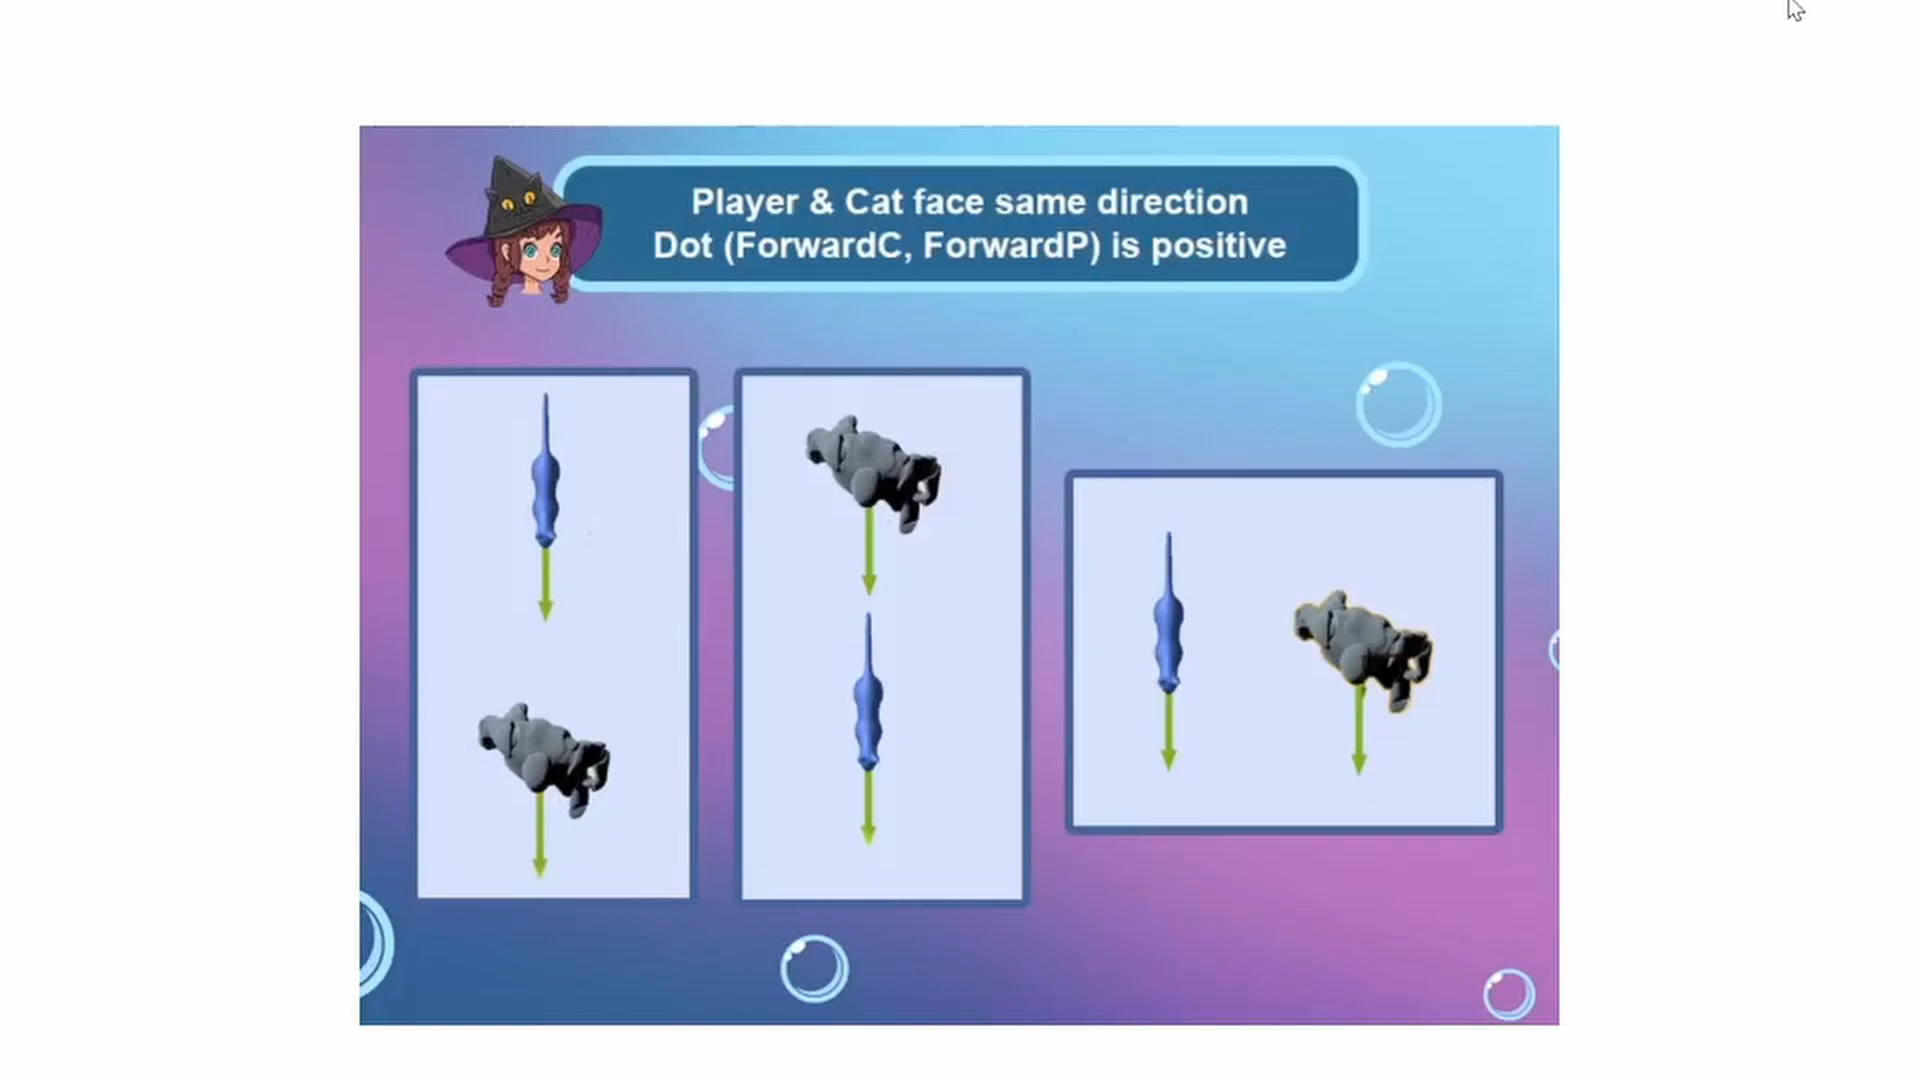 Player & Cat face same direction
Dot (ForwardC, ForwardP) is positive